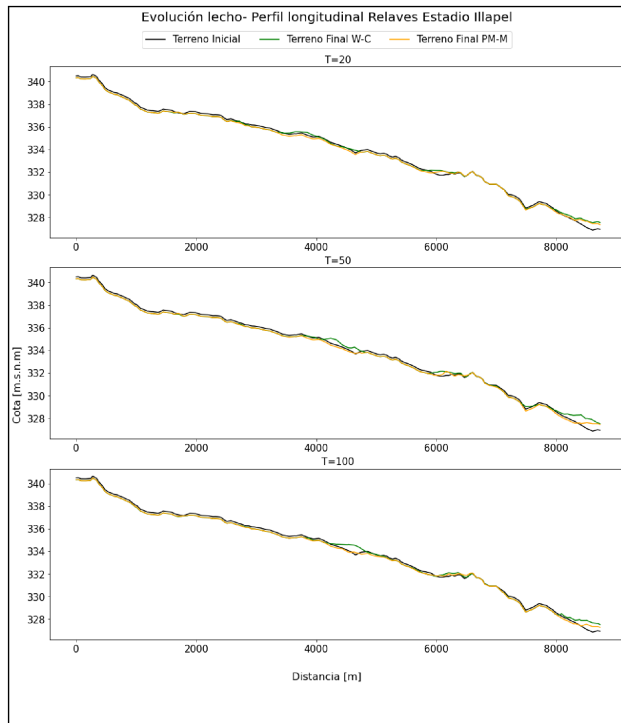 Evolución lecho- Perfil longitudinal Relaves Estadio Illapel
Terreno Inicial Terreno Final W-C Terreno Final PM-M
T=20
340
338
336
334
332
330
328
0 2000 4000 6000 8000
T=50
340
338
336
334
332
330
328
0 2000 4000 6000 8000
Cota [m.s.n.m]
T=100
340
338
336
334
332
330
328
0 2000 4000 6000 8000
Distancia [m]